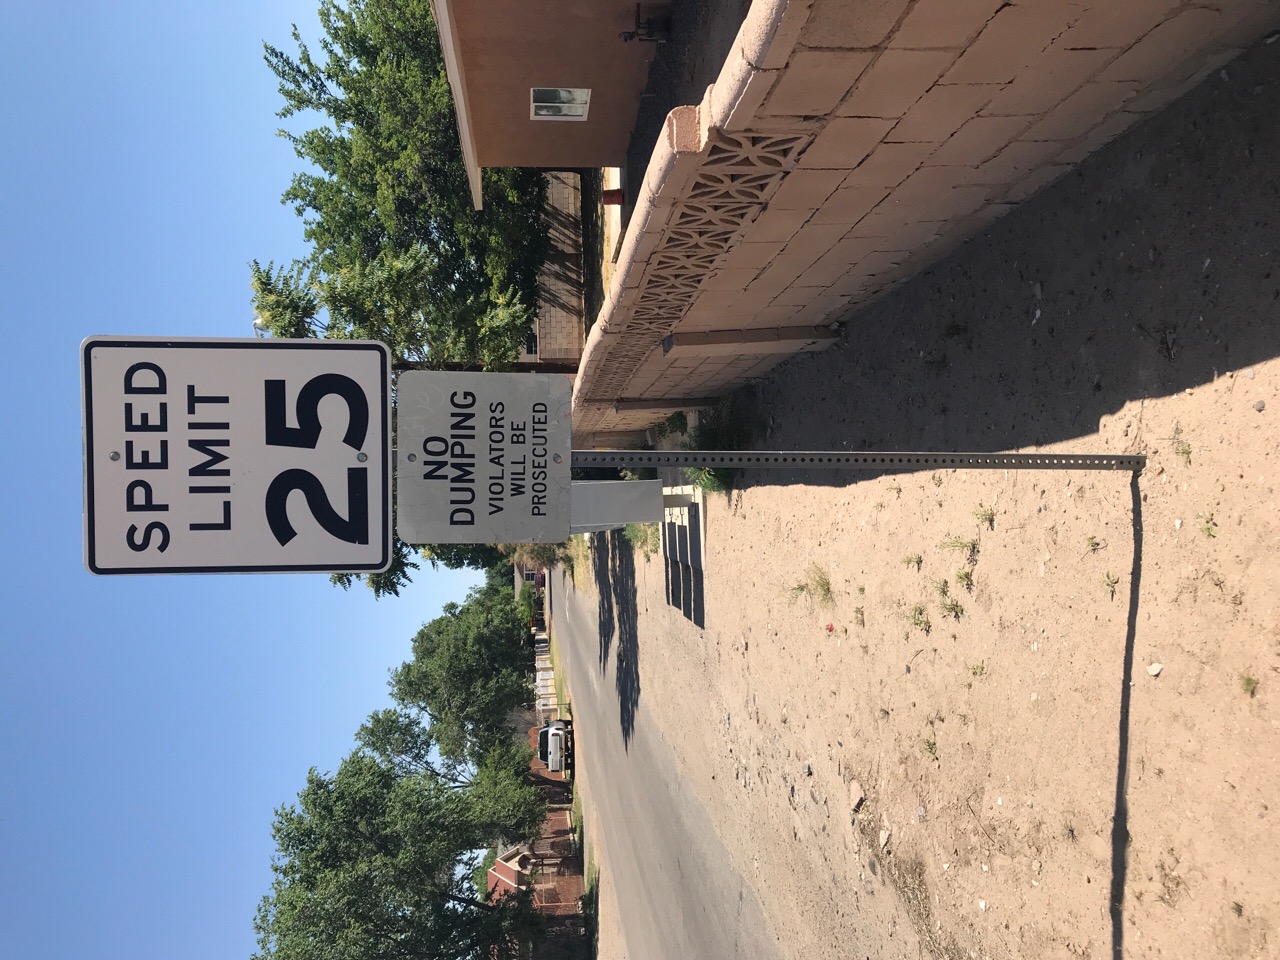 SPEED
LIMIT
25
NO
DUMPING
VIOLATORS
WILL BE
PROSECUTED